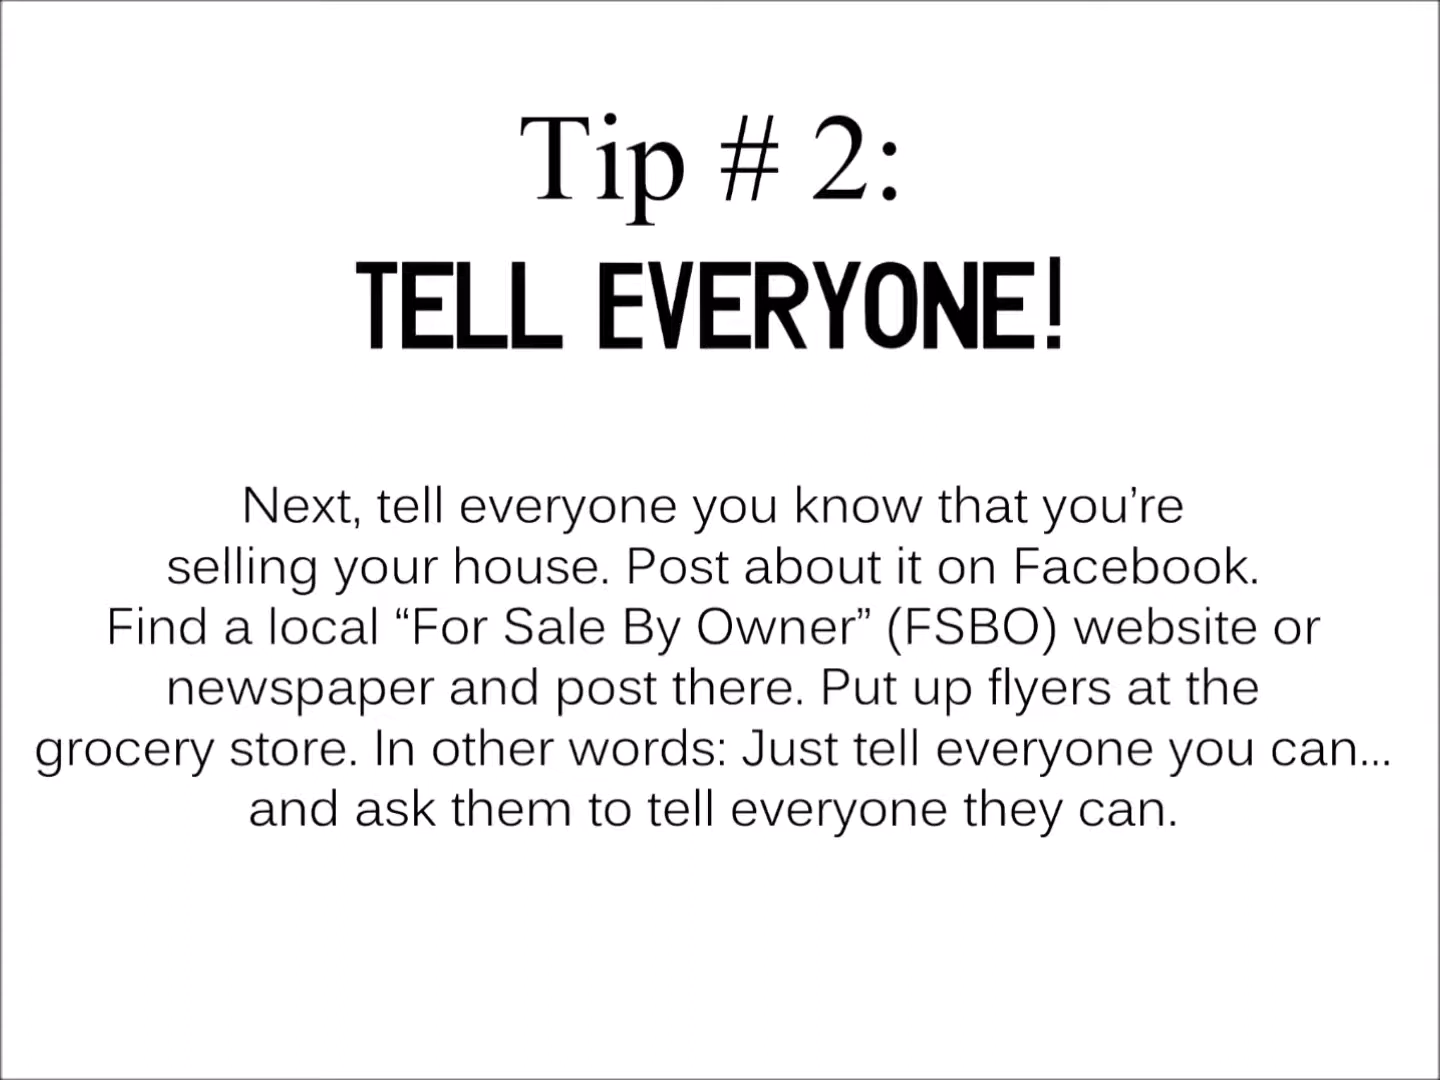 Tip # 2:
TELL EVERYONE!
Next, tell everyone you know that you’re
selling your house. Post about it on Facebook.
Find a local “For Sale By Owner” (FSBO) website or
newspaper and post there. Put up flyers at the
grocery store. In other words: Just tell everyone you can...
and ask them to tell everyone they can.